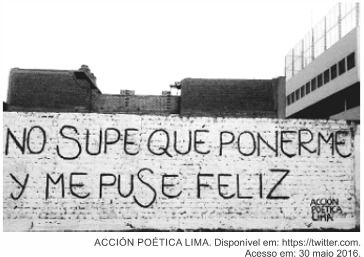 NO SUPE QUÉ PONERME
Y ME PUSE FELIZ
ACCIÓN
POÉTICA
LIMA
ACCIÓN POÉTICA LIMA. Disponível em: https://twitter.com.
Acesso em: 30 maio 2016.